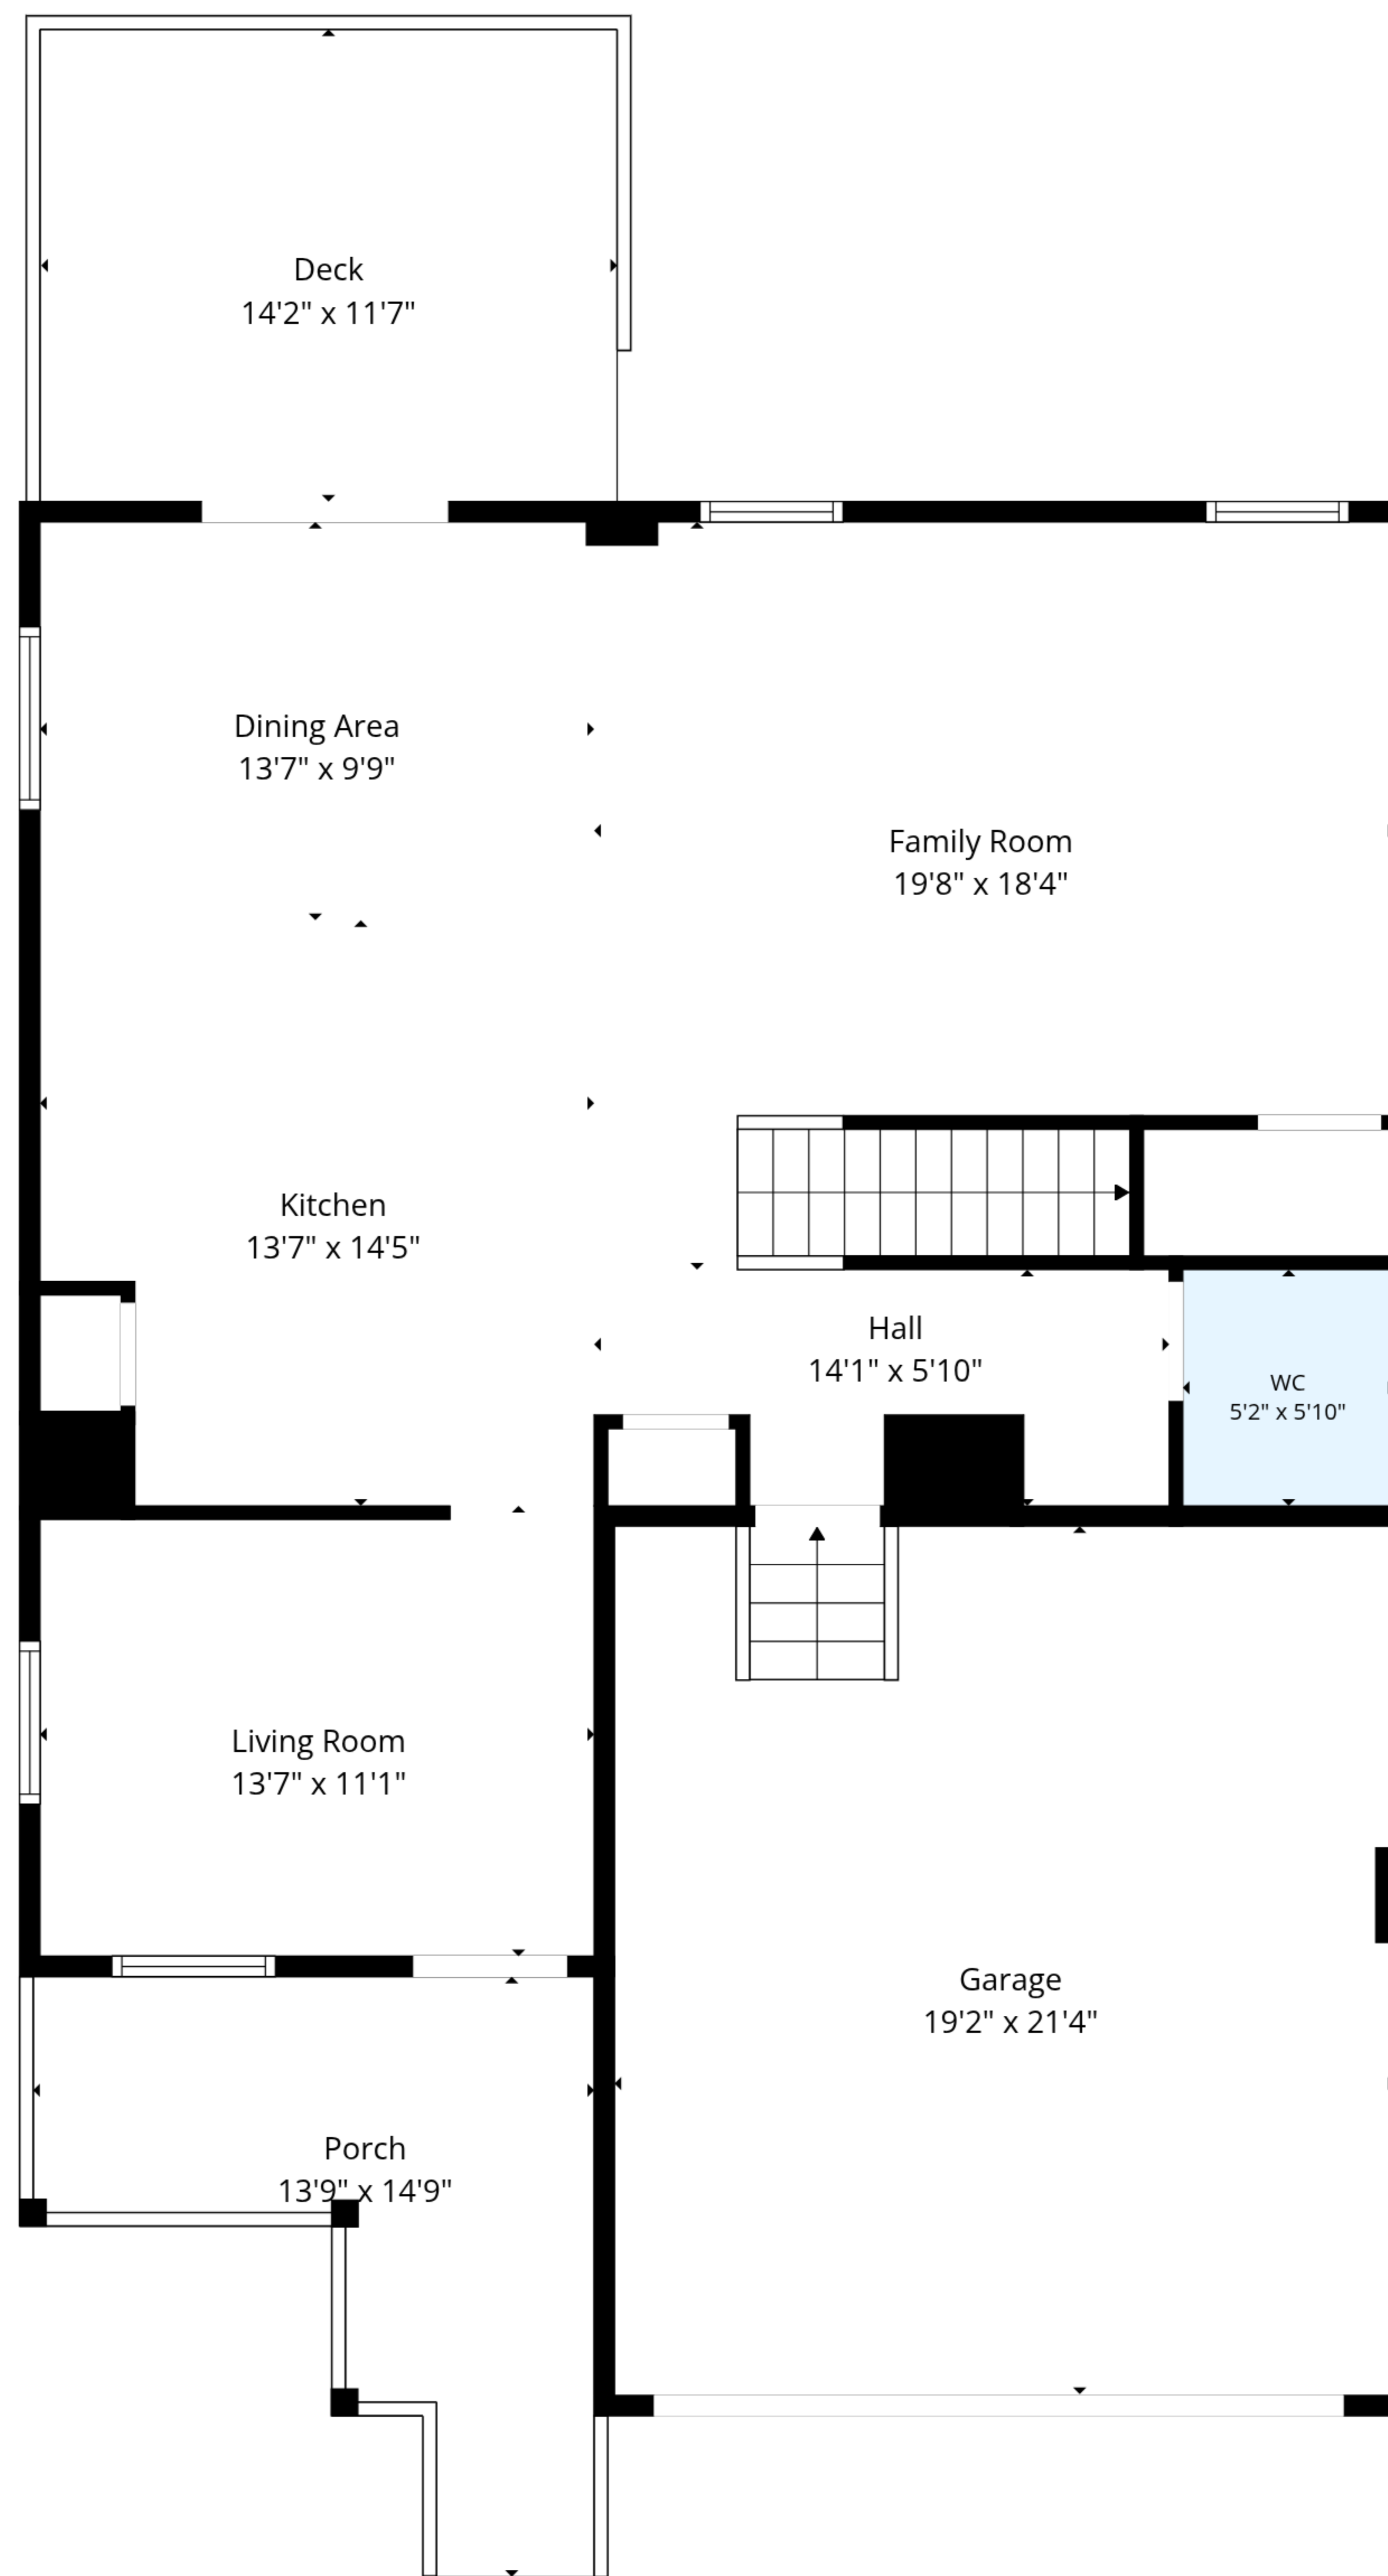 Deck
14'2" x 11'7"
Dining Area
13'7" x 9'9"
Family Room
19'8" x 18'4"
Kitchen
13'7" x 14'5"
Hall
14'1" x 5'10"
WC
5'2" x 5'10"
Living Room
13'7" x 11'1"
Garage
19'2" x 21'4"
Porch
13'9" x 14'9"